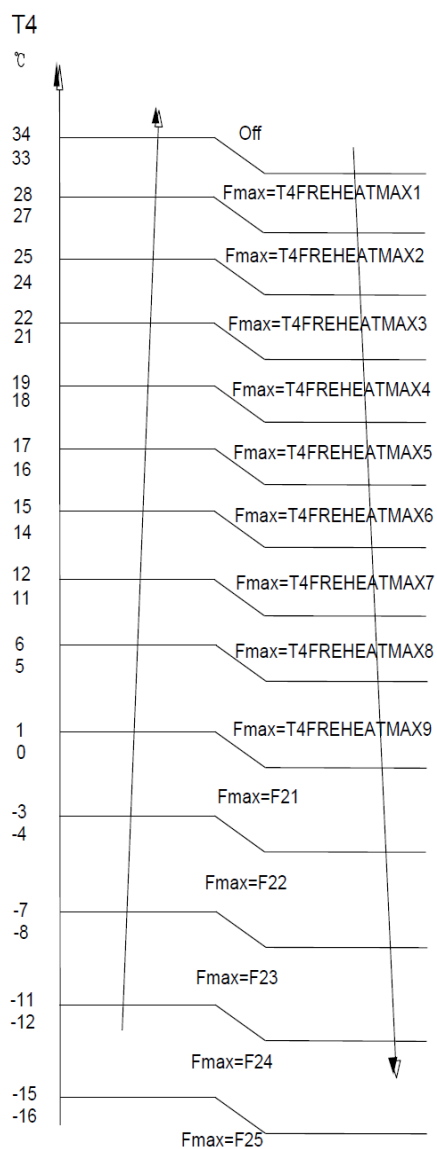 T4
℃
34
Off
33
28
Fmax=T4FREHEATMAX1
27
25
Fmax=T4FREHEATMAX2
24
22
Fmax=T4FREHEATMAX3
21
19
Fmax=T4FREHEATMAX4
18
17
Fmax=T4FREHEATMAX5
16
15
Fmax=T4FREHEATMAX6
14
12
Fmax=T4FREHEATMAX7
11
6
Fmax=T4FREHEATMAX8
5
1
Fmax=T4FREHEATMAX9
0
Fmax=F21
-3
-4
Fmax=F22
-7
-8
Fmax=F23
-11
-12
Fmax=F24
-15
-16
Fmax=F25